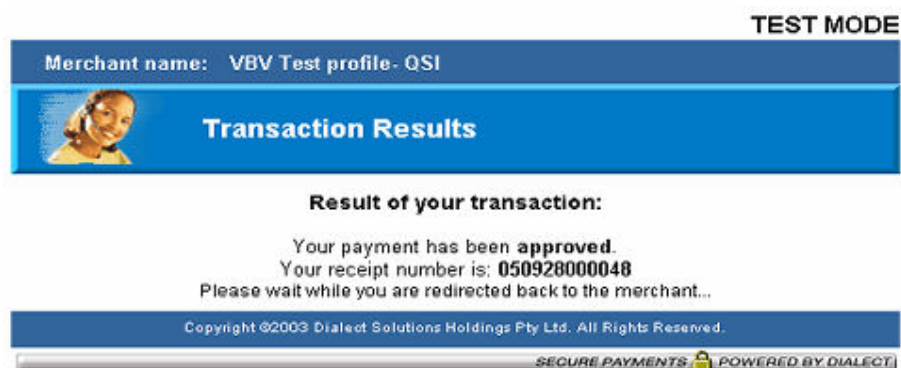 TEST MODE
Merchant name: VBV Test profile- QSI
Transaction Results
Result of your transaction:
Your payment has been approved.
Your receipt number is: 050928000048
Please wait while you are redirected back to the merchant...
Copyright ©2003 Dialect Solutions Holdings Pty Ltd. All Rights Reserved.
SECURE PAYMENTS POWERED BY DIALECT